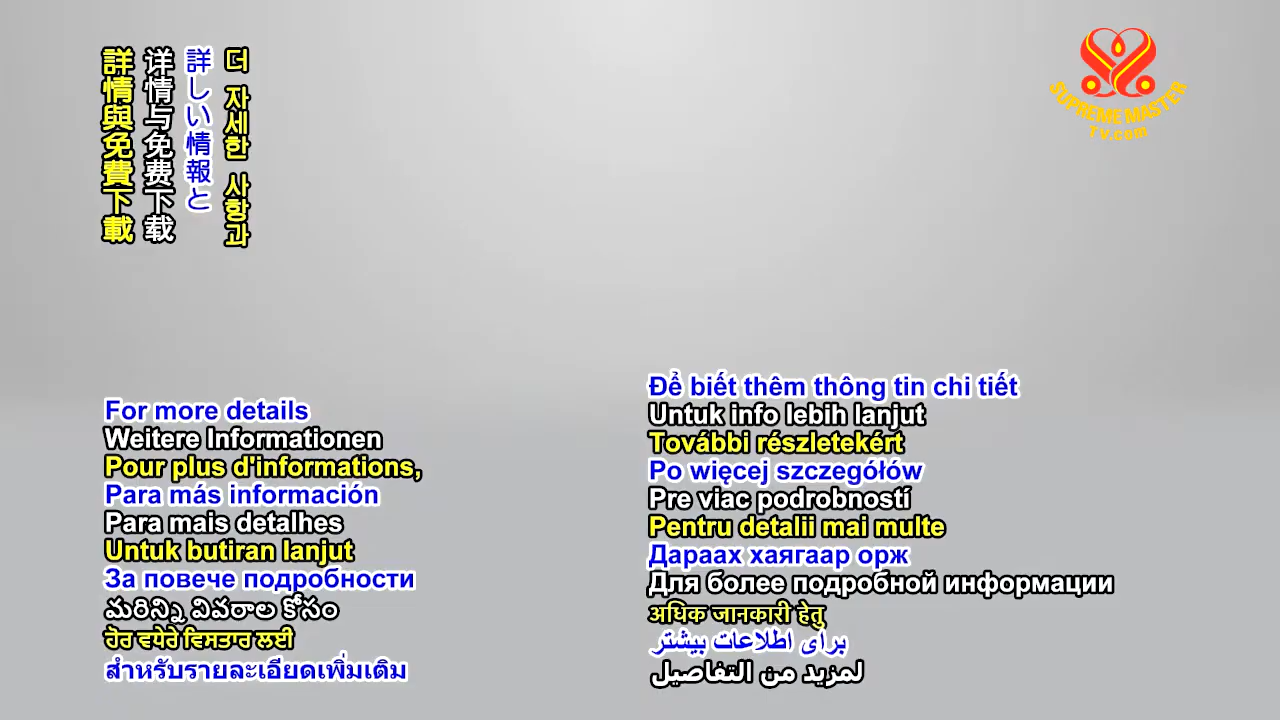 詳情與免費下載
详情与免费下载
詳しい情報と
더 자세한 사항과
SUPREME MASTER
TV.com
For more details
Weitere Informationen
Pour plus d'informations,
Para más información
Para mais detalhes
Untuk butiran lanjut
За повече подробности
మరిన్ని వివరాల కోసం
ਹੋਰ ਵਧੇਰੇ ਵਿਸਤਾਰ ਲਈ
สำหรับรายละเอียดเพิ่มเติม
Để biết thêm thông tin chi tiết
Untuk info lebih lanjut
További részletekért
Po więcej szczegółów
Pre viac podrobností
Pentru detalii mai multe
Дараах хаягаар орж
Для более подробной информации
अधिक जानकारी हेतु
برای اطلاعات بیشتر
لمزيد من التفاصيل